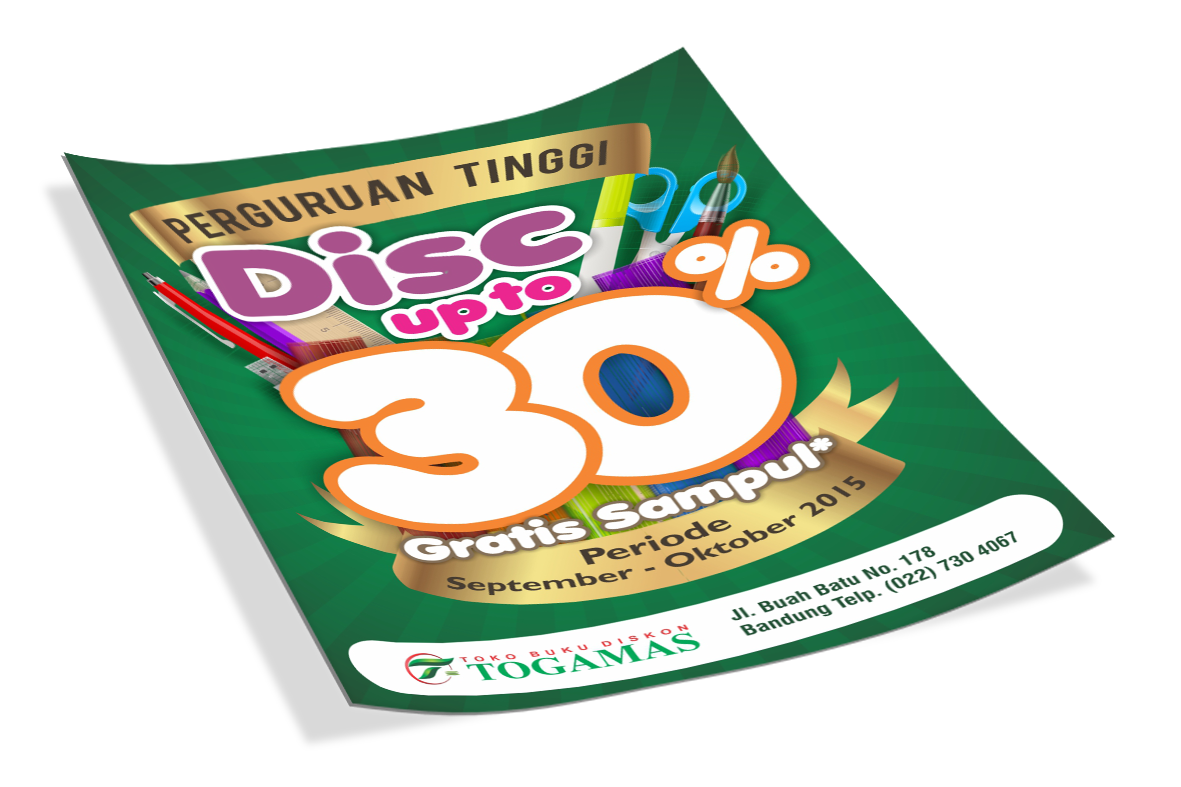 PERGURUAN TINGGI
Disc
up to
30%
Gratis Sampul*
Periode
September - Oktober 2015
TOKO BUKU DISKON
TOGAMAS
Jl. Buah Batu No. 178
Bandung Telp. (022) 730 4067